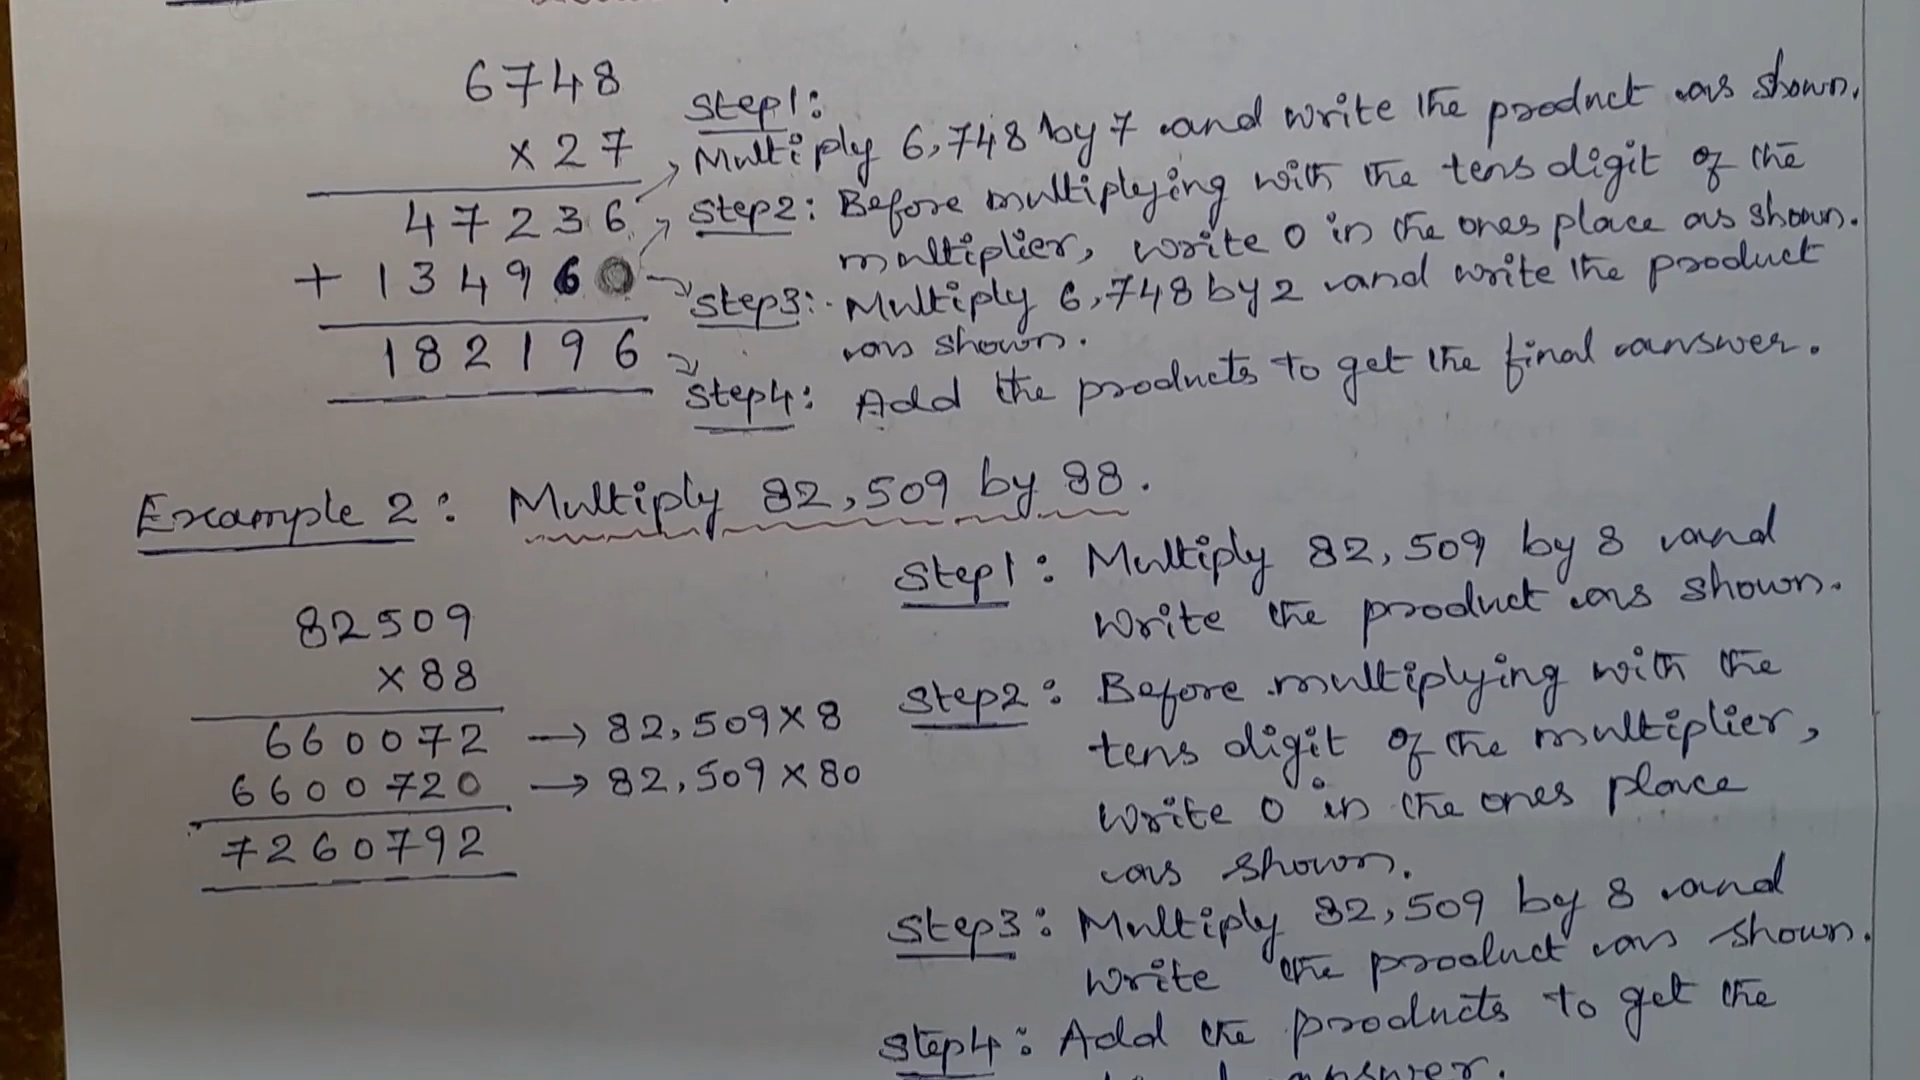 6748
× 27
47236
+ 134960
182196
Step1:
Multiply 6,748 by 7 and write the product as shown.
Step2: Before multiplying with the tens digit of the
multiplier, write 0 in the ones place as shown.
Step3: Multiply 6,748 by 2 and write the product
as shown.
Step4: Add the products to get the final answer.
Example 2: Multiply 82,509 by 88.
82509
× 88
660072 → 82,509 × 8
6600720 → 82,509 × 80
7260792
Step1: Multiply 82,509 by 8 and
write the product as shown.
Step2: Before multiplying with the
tens digit of the multiplier,
write 0 in the ones place
as shown.
Step3: Multiply 82,509 by 8 and
write the product as shown.
Step4: Add the products to get the
answer.